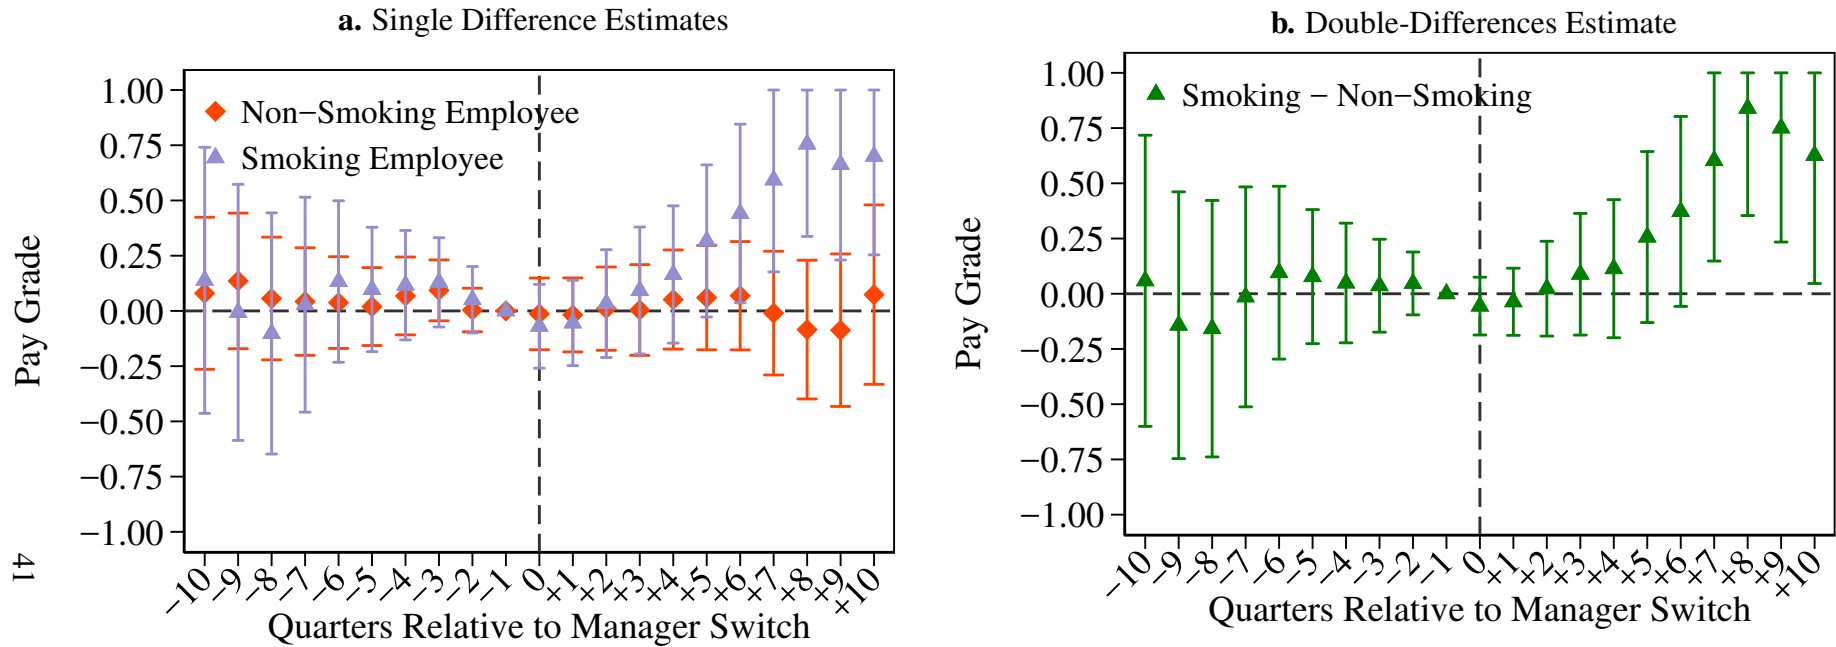 a. Single Difference Estimates
Pay Grade
1.00
0.75
0.50
0.25
0.00
−0.25
−0.50
−0.75
−1.00
Non−Smoking Employee
Smoking Employee
−10 −9 −8 −7 −6 −5 −4 −3 −2 −1 0 +1 +2 +3 +4 +5 +6 +7 +8 +9 +10
Quarters Relative to Manager Switch
b. Double-Differences Estimate
Pay Grade
1.00
0.75
0.50
0.25
0.00
−0.25
−0.50
−0.75
−1.00
Smoking − Non−Smoking
−10 −9 −8 −7 −6 −5 −4 −3 −2 −1 0 +1 +2 +3 +4 +5 +6 +7 +8 +9 +10
Quarters Relative to Manager Switch
41